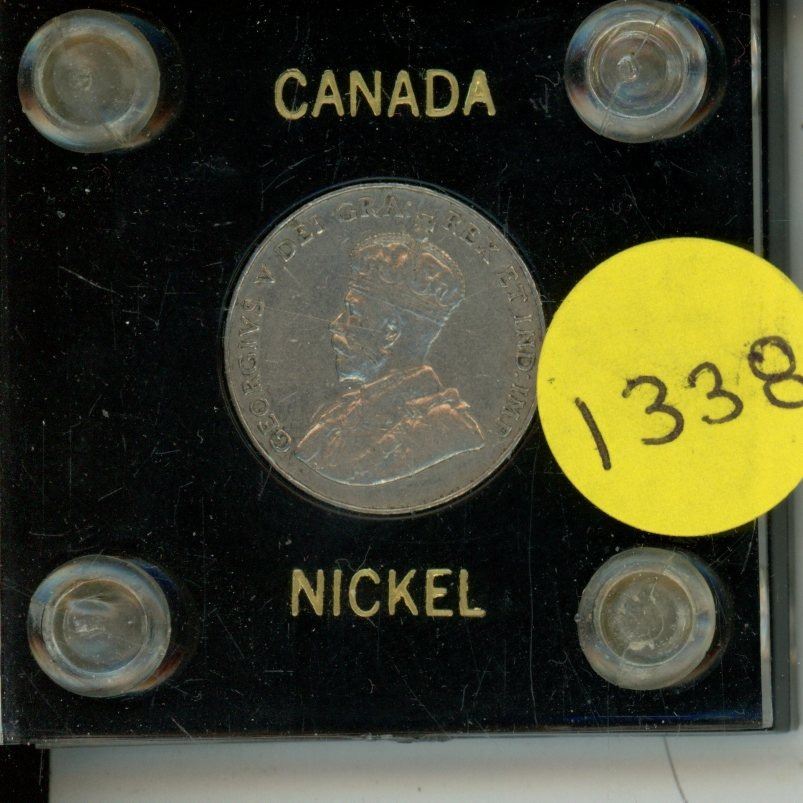 CANADA
GEORGIVS V DEI GRA: REX ET IND: IMP:
1338
NICKEL